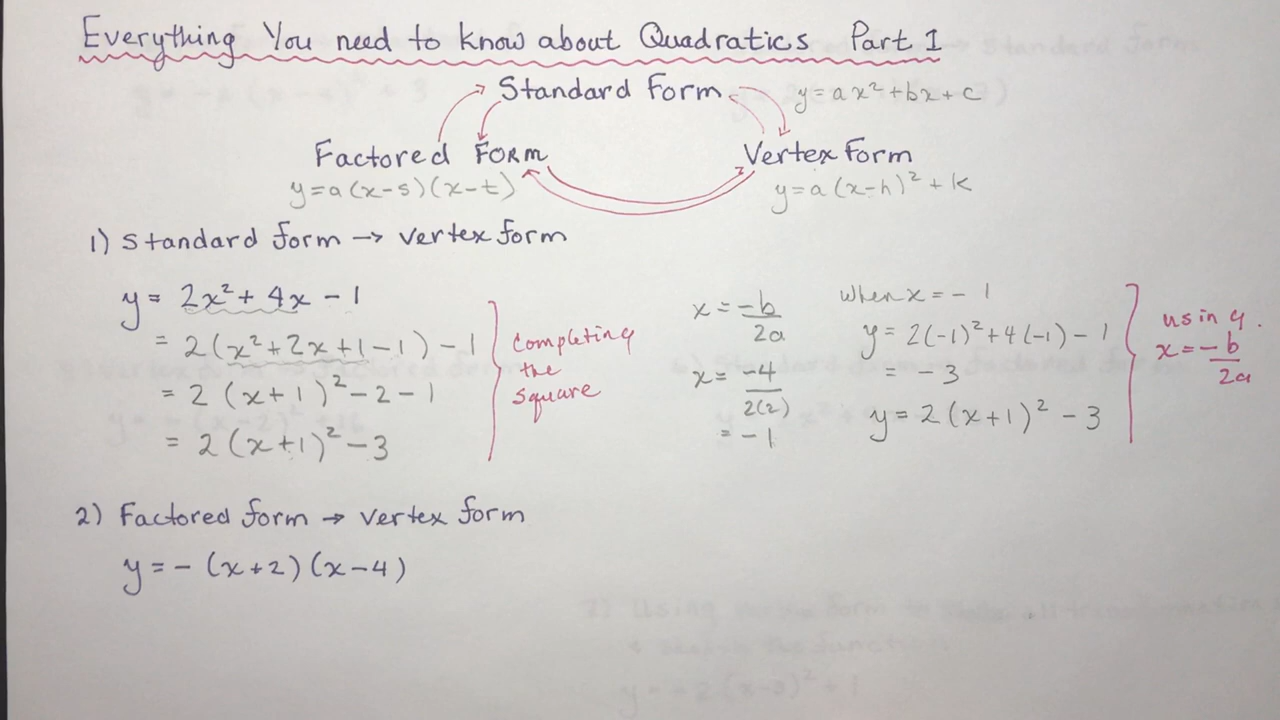 Everything You need to know about Quadratics Part 1
Standard Form y=ax²+bx+c
Factored Form
y=a(x-s)(x-t)
Vertex Form
y=a(x-h)²+k
1) Standard form → vertex form
y= 2x²+4x-1
= 2(x²+2x+1-1)-1
= 2(x+1)²-2-1
= 2(x+1)²-3
completing
the
square
x=-b/2a
x=-4/2(2)
=-1
when x=-1
y=2(-1)²+4(-1)-1
=-3
y=2(x+1)²-3
using
x=-b/2a
2) Factored form → vertex form
y=-(x+2)(x-4)